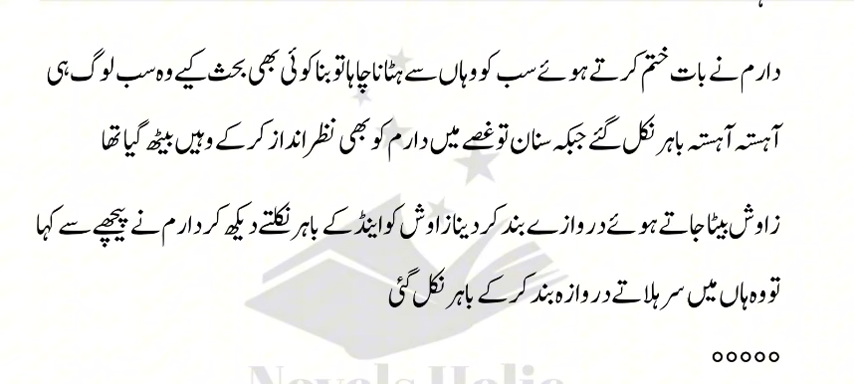 دارم نے بات ختم کرتے ہوئے سب کو وہاں سے ہٹانا چاہا تو بنا کوئی بھی بحث کیے وہ سب لوگ ہی
آہستہ آہستہ باہر نکل گئے جبکہ سنان تو غصے میں دارم کو بھی نظر انداز کر کے وہیں بیٹھ گیا تھا
زاوش بیٹا جاتے ہوئے دروازے بند کر دینا زاوش کو اینڈ کے باہر نکلتے دیکھ کر دارم نے پیچھے سے کہا
تو وہ ہاں میں سر ہلاتے دروازہ بند کر کے باہر نکل گئی
ooooo
Novels Holic